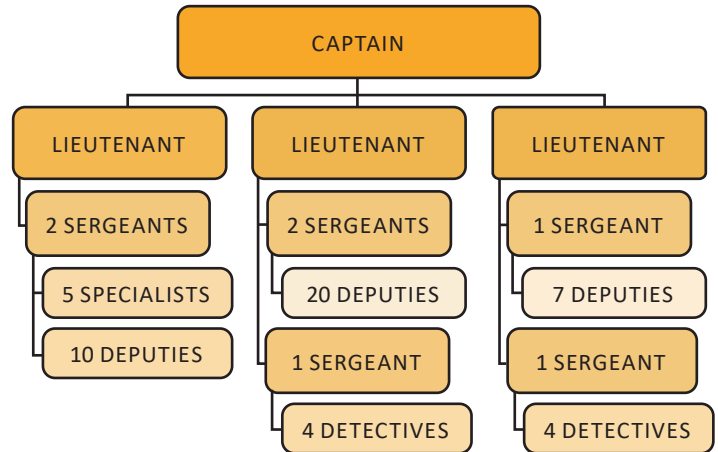 CAPTAIN
LIEUTENANT
2 SERGEANTS
5 SPECIALISTS
10 DEPUTIES
LIEUTENANT
2 SERGEANTS
20 DEPUTIES
1 SERGEANT
4 DETECTIVES
LIEUTENANT
1 SERGEANT
7 DEPUTIES
1 SERGEANT
4 DETECTIVES